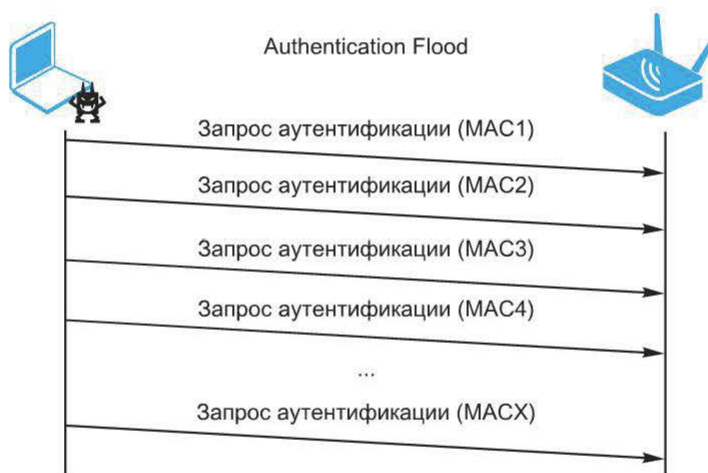 Authentication Flood
Запрос аутентификации (MAC1)
Запрос аутентификации (MAC2)
Запрос аутентификации (MAC3)
Запрос аутентификации (MAC4)
...
Запрос аутентификации (MACX)